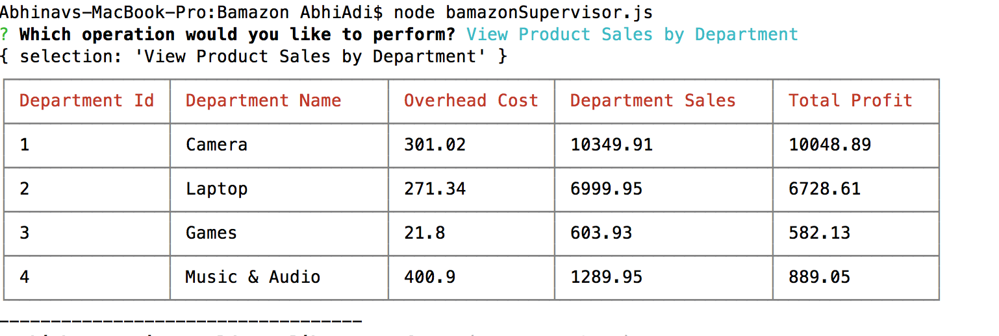 Abhinavs-MacBook-Pro:Bamazon AbhiAdi$ node bamazonSupervisor.js
? Which operation would you like to perform? View Product Sales by Department
{ selection: 'View Product Sales by Department' }
Department Id Department Name Overhead Cost Department Sales Total Profit
1 Camera 301.02 10349.91 10048.89
2 Laptop 271.34 6999.95 6728.61
3 Games 21.8 603.93 582.13
4 Music & Audio 400.9 1289.95 889.05
-----------------------------------